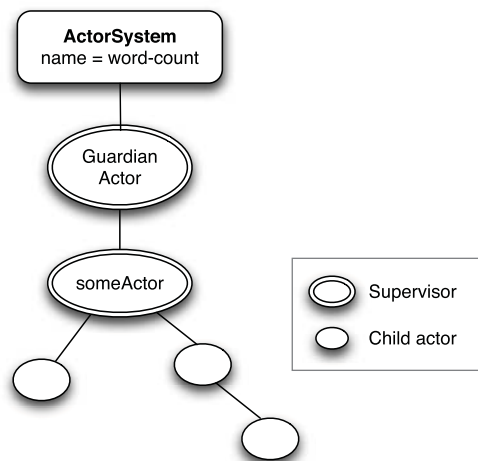 ActorSystem
name = word-count
Guardian
Actor
someActor
Supervisor
Child actor